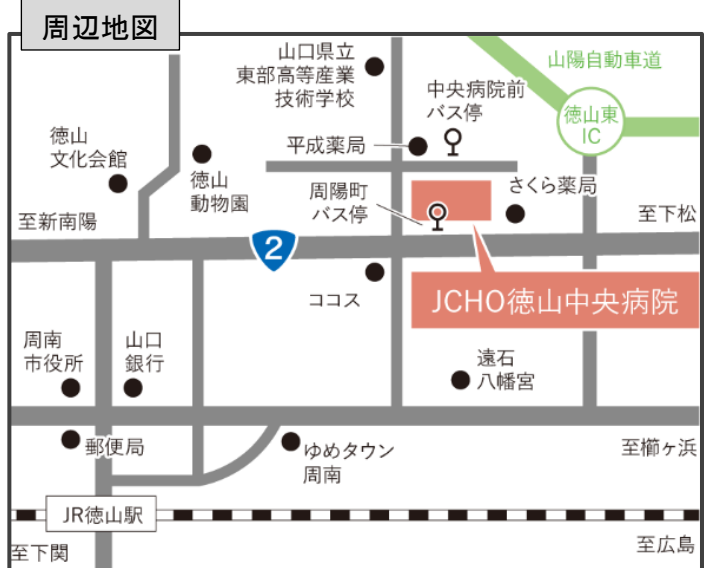 周辺地図
山口県立
東部高等産業
技術学校
山陽自動車道
中央病院前
バス停
徳山東
IC
徳山
文化会館
平成薬局
徳山
動物園
周陽町
バス停
さくら薬局
至新南陽
至下松
2
JCHO徳山中央病院
ココス
周南
市役所
山口
銀行
遠石
八幡宮
郵便局
ゆめタウン
周南
至櫛ヶ浜
JR徳山駅
至下関
至広島